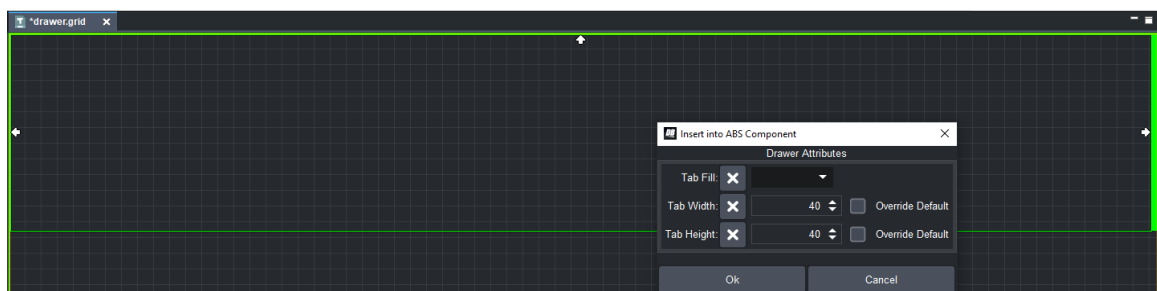 *drawer.grid
DB Insert into ABS Component
Drawer Attributes
Tab Fill:
Tab Width: 40 Override Default
Tab Height: 40 Override Default
Ok Cancel